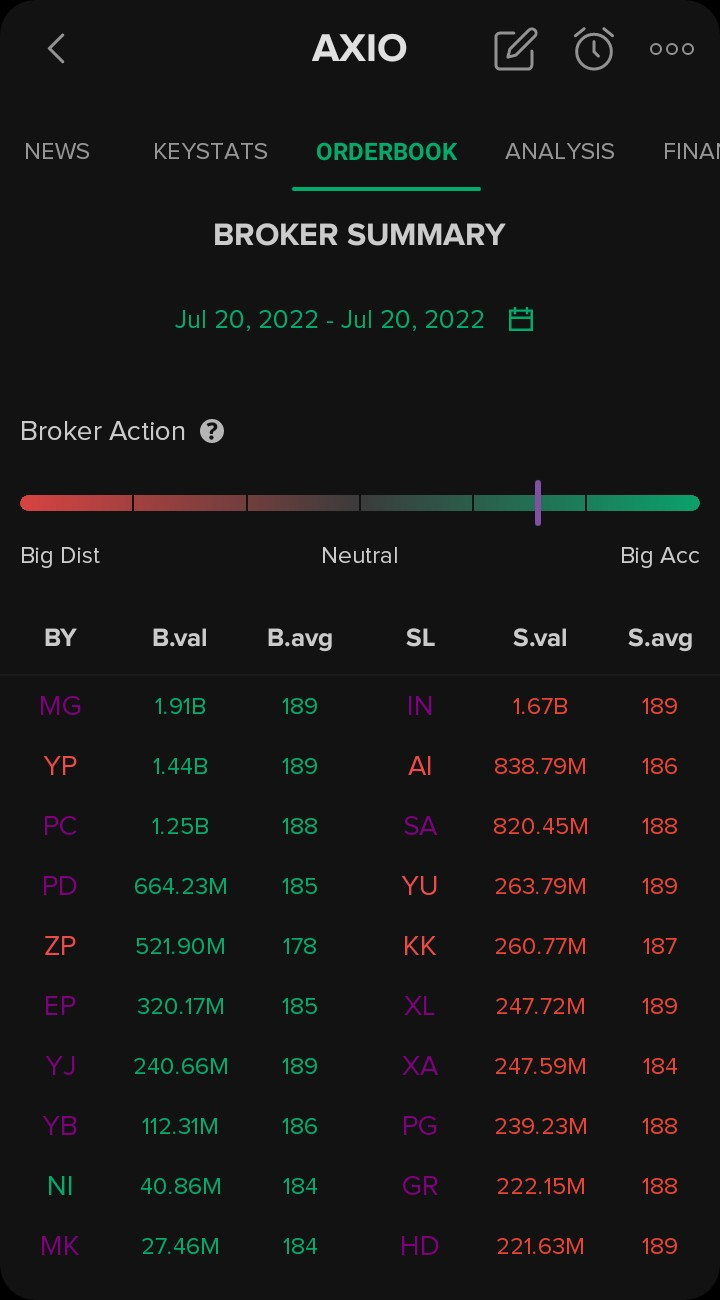 AXIO
NEWS KEYSTATS ORDERBOOK ANALYSIS FINAN
BROKER SUMMARY
Jul 20, 2022 - Jul 20, 2022
Broker Action ?
Big Dist Neutral Big Acc
BY B.val B.avg SL S.val S.avg
MG 1.91B 189 IN 1.67B 189
YP 1.44B 189 AI 838.79M 186
PC 1.25B 188 SA 820.45M 188
PD 664.23M 185 YU 263.79M 189
ZP 521.90M 178 KK 260.77M 187
EP 320.17M 185 XL 247.72M 189
YJ 240.66M 189 XA 247.59M 184
YB 112.31M 186 PG 239.23M 188
NI 40.86M 184 GR 222.15M 188
MK 27.46M 184 HD 221.63M 189